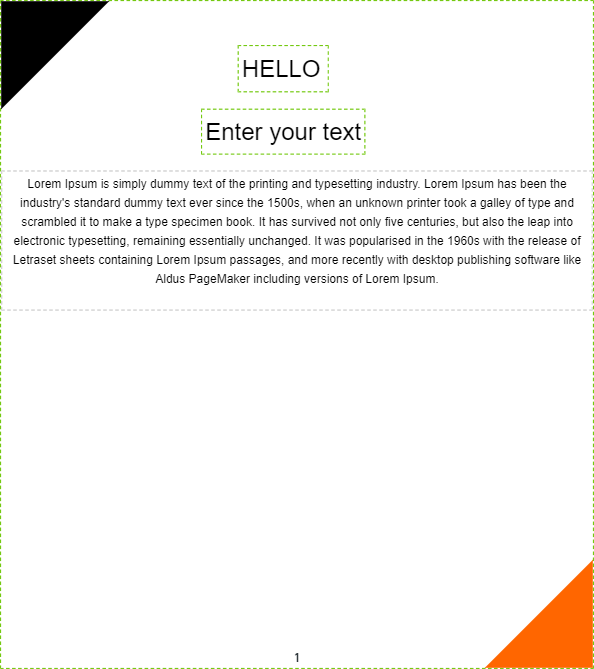 HELLO
Enter your text
Lorem Ipsum is simply dummy text of the printing and typesetting industry. Lorem Ipsum has been the
industry's standard dummy text ever since the 1500s, when an unknown printer took a galley of type and
scrambled it to make a type specimen book. It has survived not only five centuries, but also the leap into
electronic typesetting, remaining essentially unchanged. It was popularised in the 1960s with the release of
Letraset sheets containing Lorem Ipsum passages, and more recently with desktop publishing software like
Aldus PageMaker including versions of Lorem Ipsum.
1